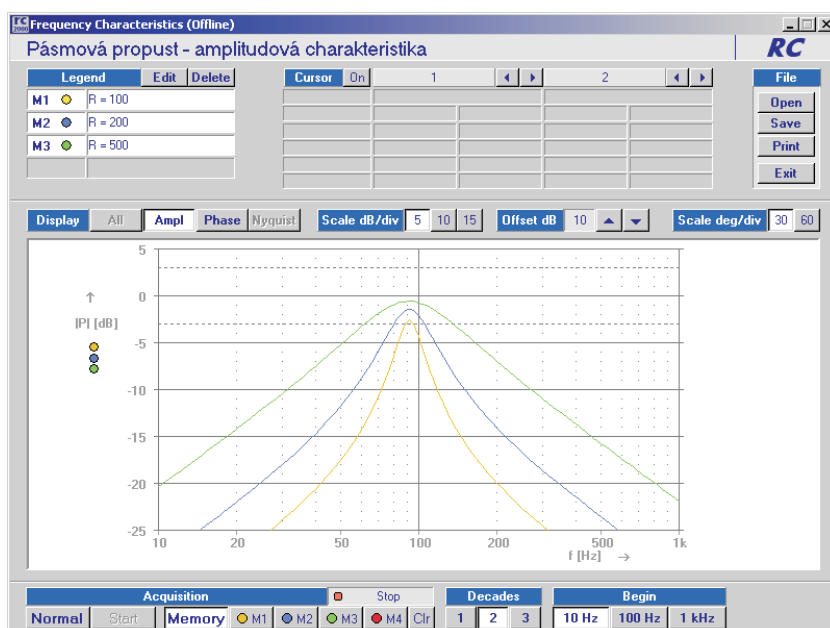 RC 2000 Frequency Characteristics (Offline)
Pásmová propust - amplitudová charakteristika RC
Legend Edit Delete Cursor On 1 2 File
M1 R = 100 Open
M2 R = 200 Save
M3 R = 500 Print
Exit
Display All Ampl Phase Nyquist Scale dB/div 5 10 15 Offset dB 10 Scale deg/div 30 60
5
↑ 0
|P| [dB]
-5
-10
-15
-20
-25
10 20 50 100 200 500 1k
f [Hz] →
Acquisition Stop Decades Begin
Normal Start Memory M1 M2 M3 M4 Clr 1 2 3 10 Hz 100 Hz 1 kHz